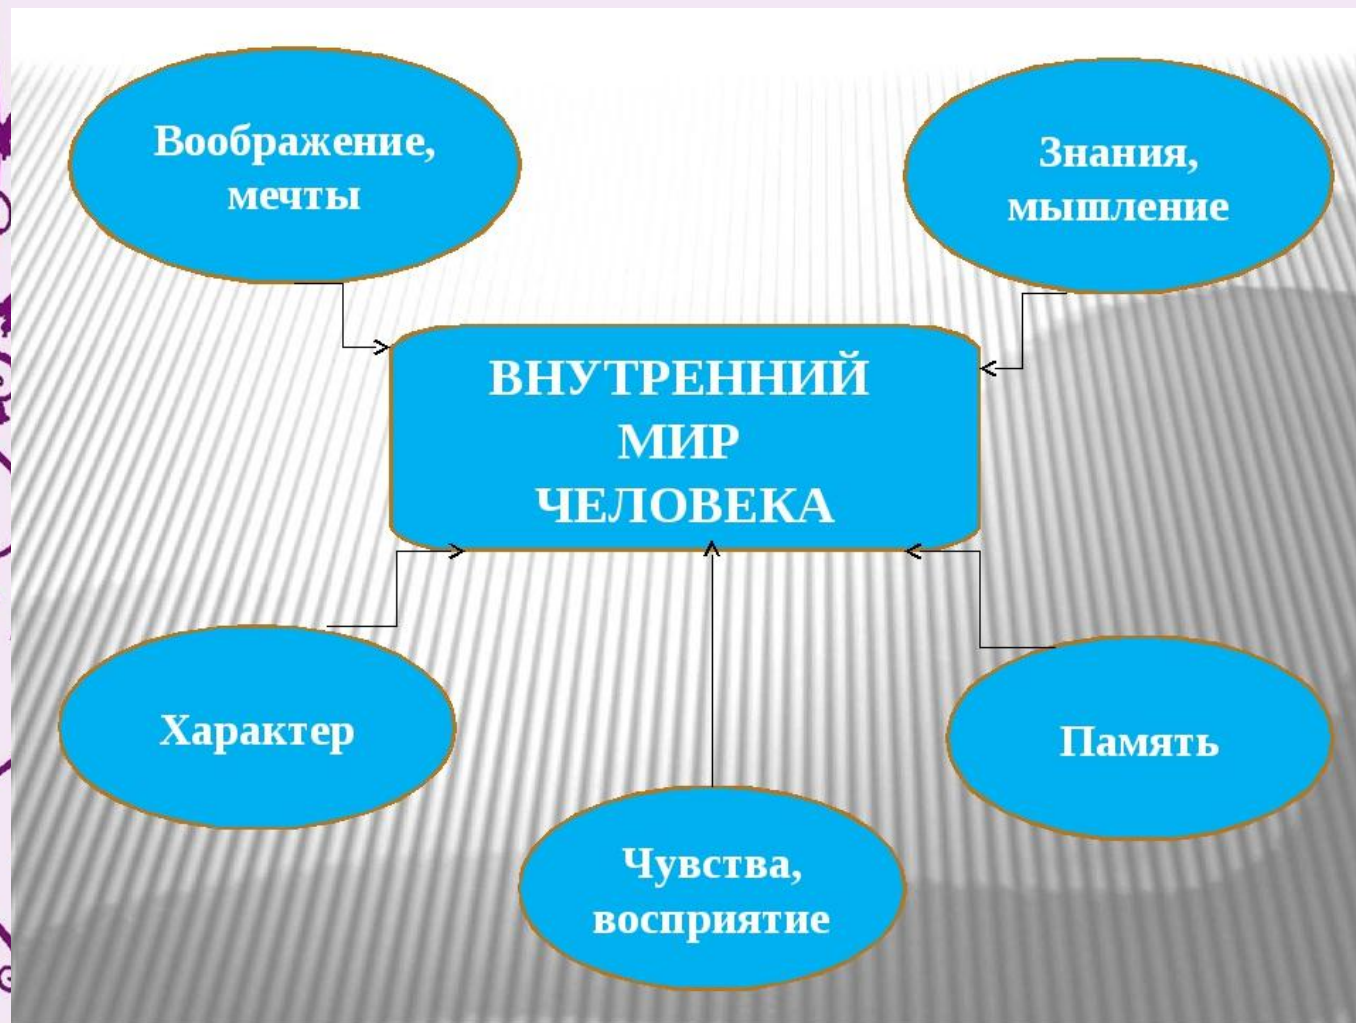 Воображение,
мечты
Знания,
мышление
ВНУТРЕННИЙ
МИР
ЧЕЛОВЕКА
Характер
Память
Чувства,
восприятие